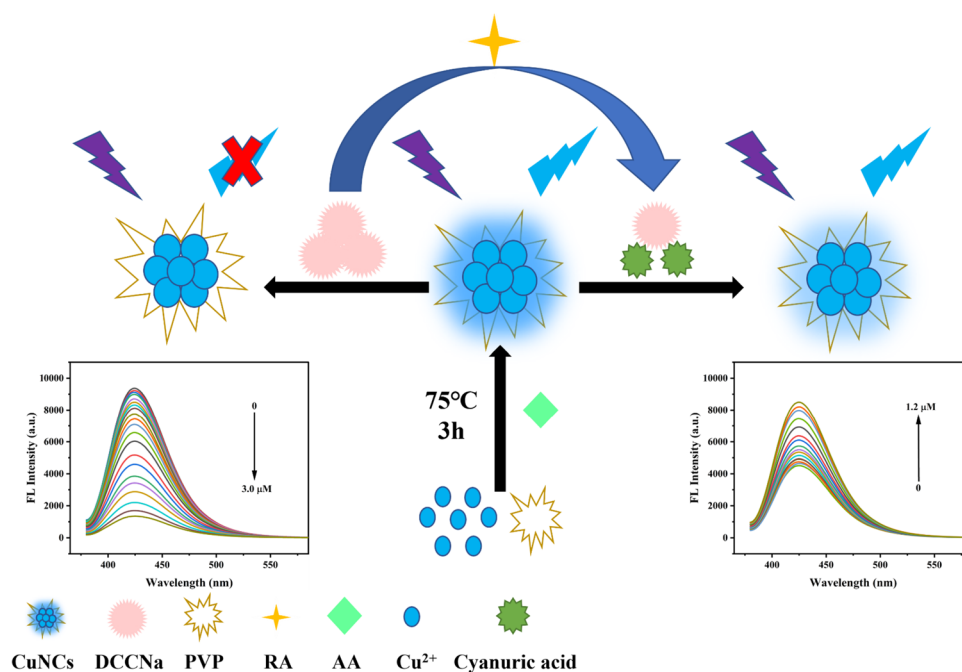 75°C
3h
10000
8000
6000
4000
2000
0
FL Intensity (a.u.)
0
3.0 μM
400
450
500
550
Wavelength (nm)
10000
8000
6000
4000
2000
0
FL Intensity (a.u.)
1.2 μM
0
400
450
500
550
Wavelength (nm)
CuNCs DCCNa PVP RA AA Cu²⁺ Cyanuric acid